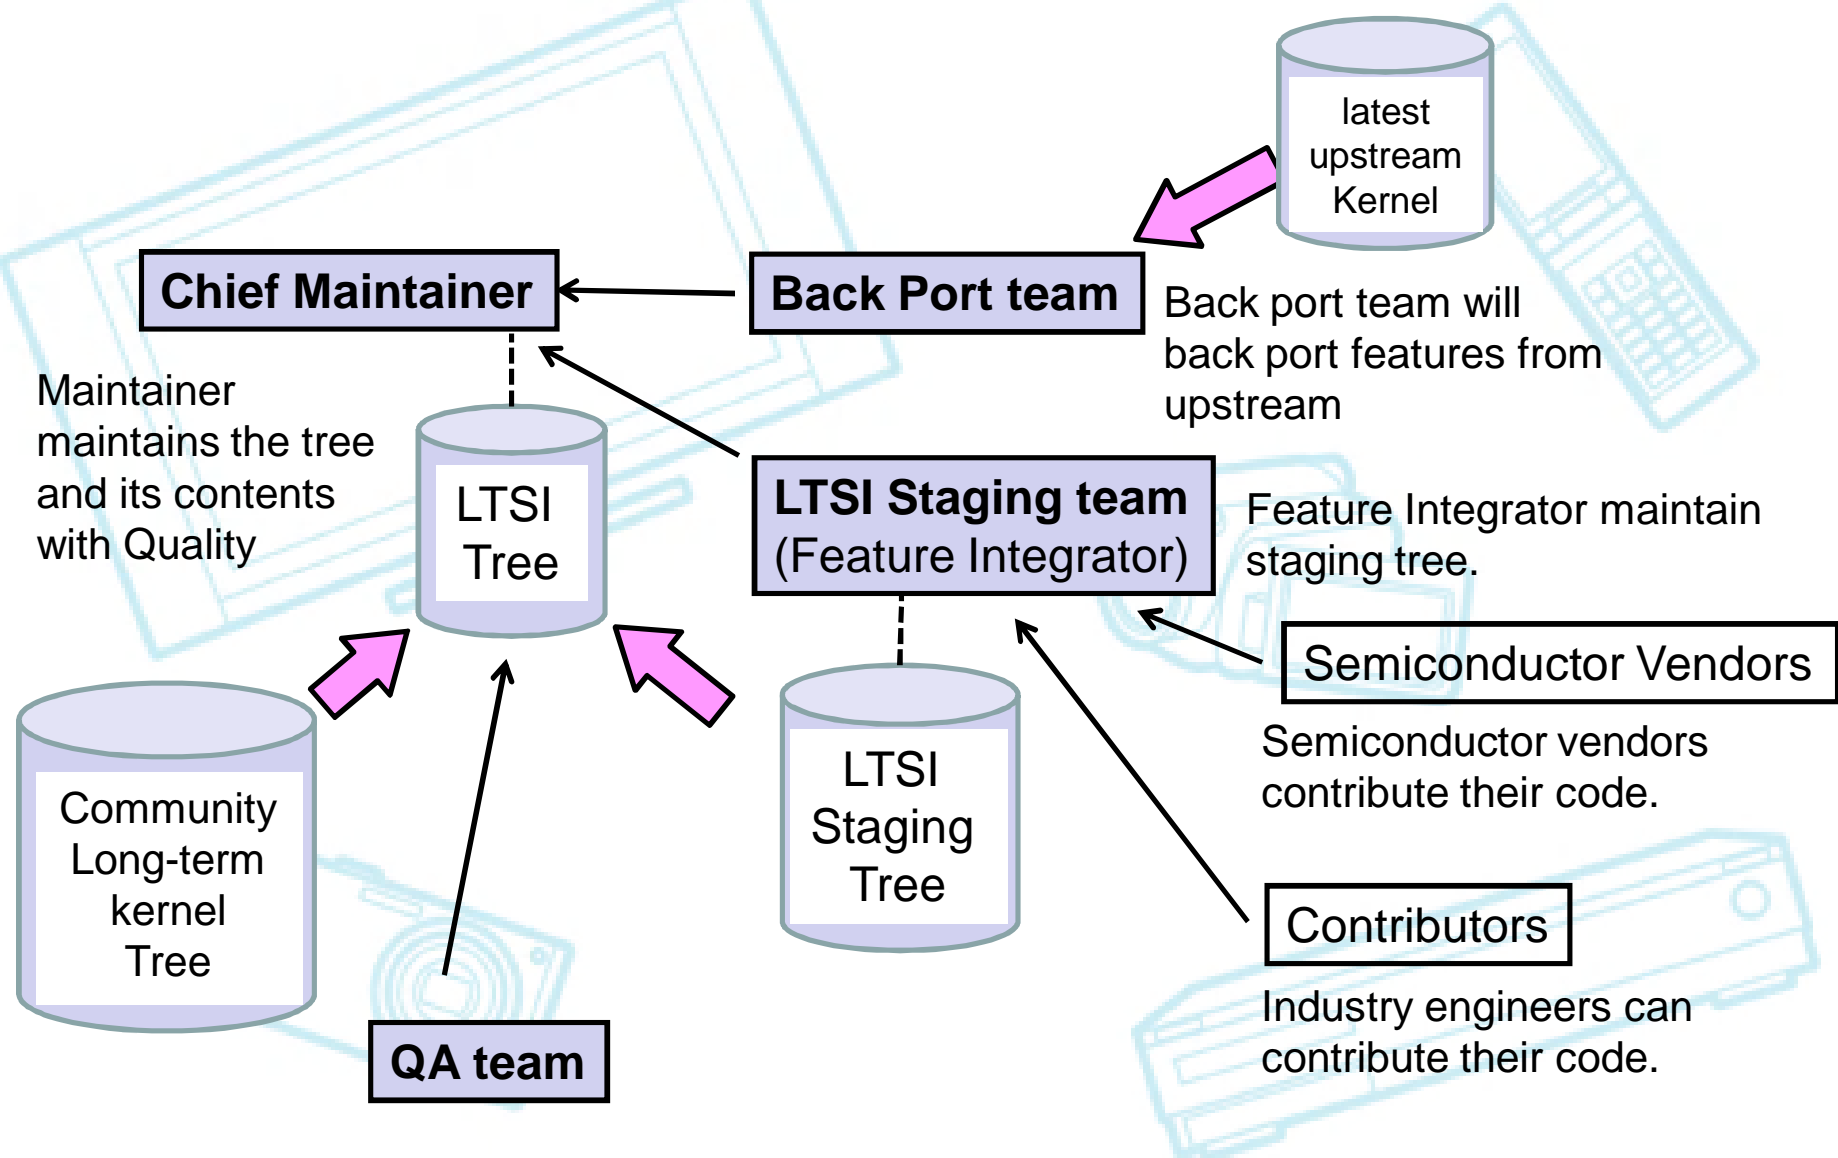 latest
upstream
Kernel
Chief Maintainer
Back Port team
Back port team will
back port features from
upstream
Maintainer
maintains the tree
and its contents
with Quality
LTSI
Tree
LTSI Staging team
(Feature Integrator)
Feature Integrator maintain
staging tree.
Semiconductor Vendors
Semiconductor vendors
contribute their code.
Community
Long-term
kernel
Tree
LTSI
Staging
Tree
Contributors
Industry engineers can
contribute their code.
QA team